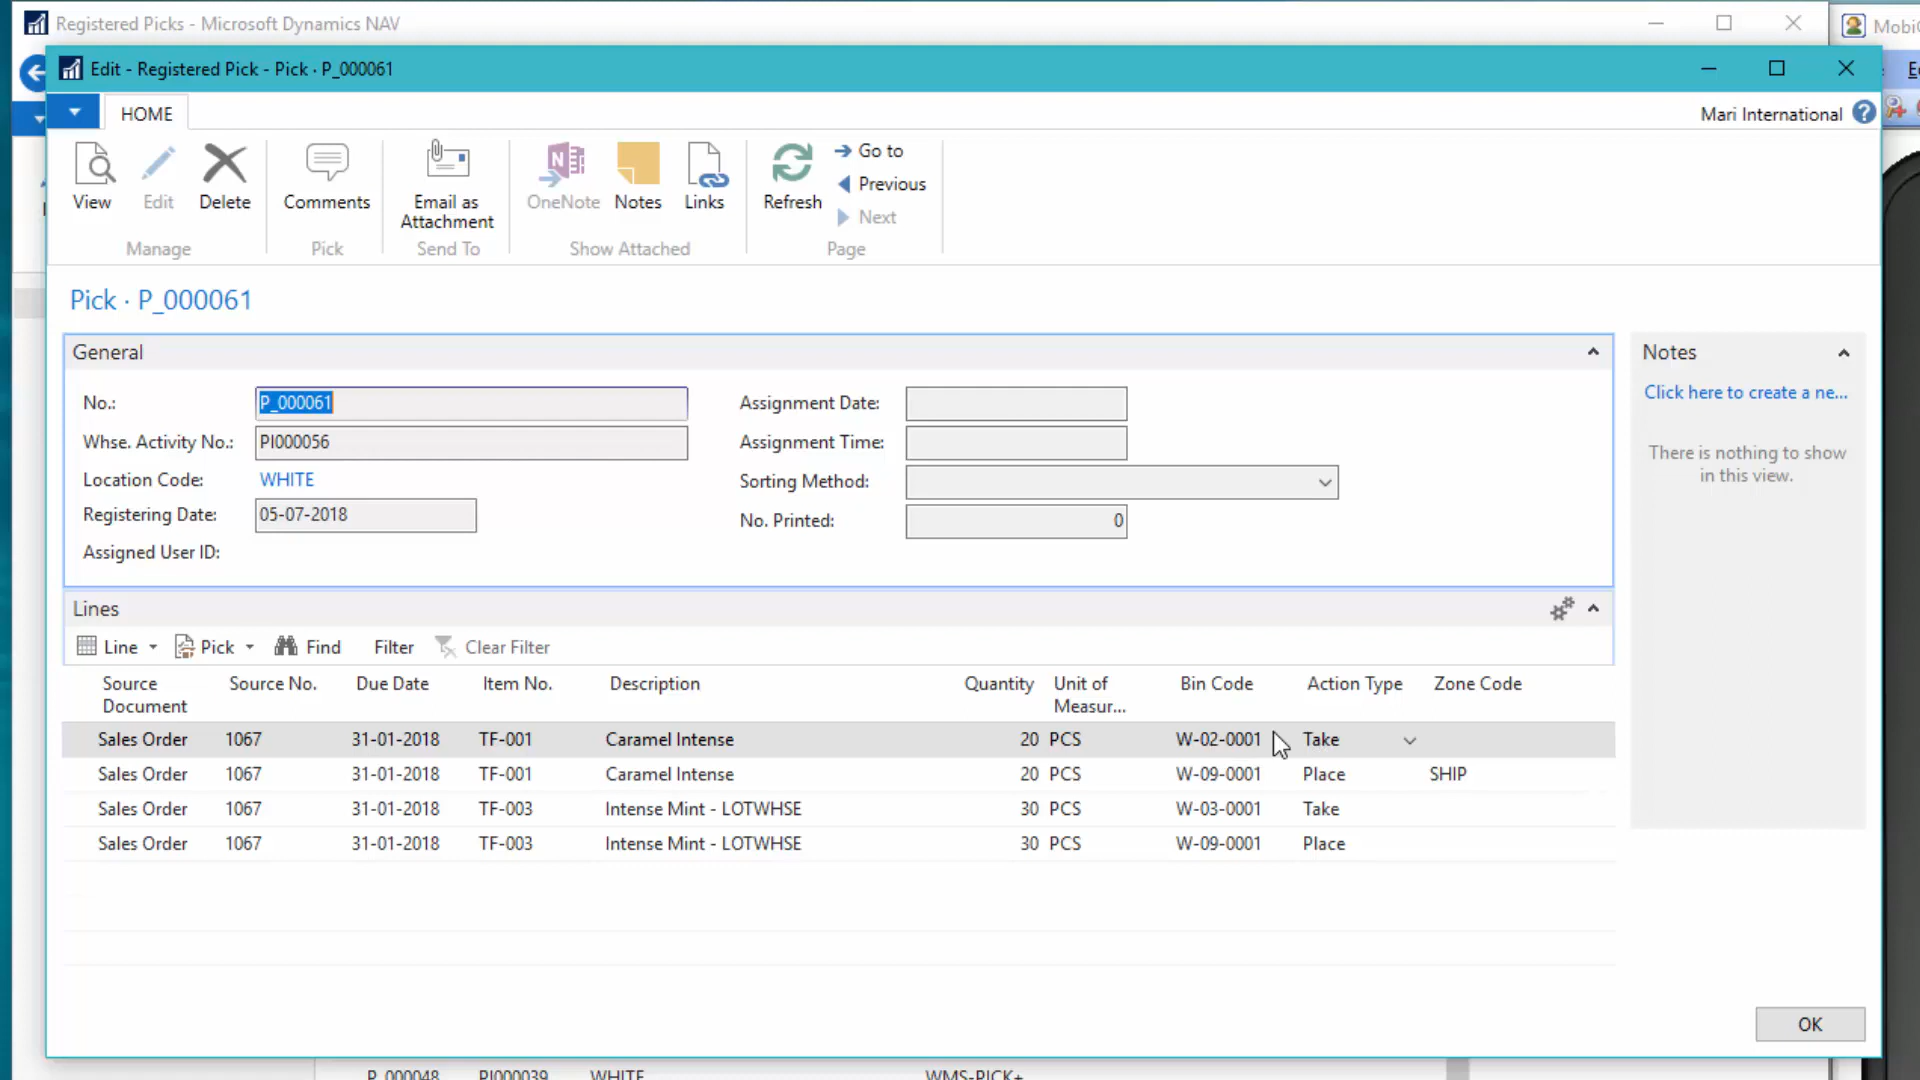 Registered Picks - Microsoft Dynamics NAV
Edit - Registered Pick - Pick · P_000061
HOME
Mari International
View
Edit
Delete
Comments
Email as
Attachment
OneNote
Notes
Links
Refresh
Go to
Previous
Next
Manage
Pick
Send To
Show Attached
Page
Pick · P_000061
General
No.: P_000061
Whse. Activity No.: PI000056
Location Code: WHITE
Registering Date: 05-07-2018
Assigned User ID:
Assignment Date:
Assignment Time:
Sorting Method:
No. Printed: 0
Notes
Click here to create a ne...
There is nothing to show
in this view.
Lines
Line Pick Find Filter Clear Filter
Source Document Source No. Due Date Item No. Description Quantity Unit of Measur... Bin Code Action Type Zone Code
Sales Order 1067 31-01-2018 TF-001 Caramel Intense 20 PCS W-02-0001 Take
Sales Order 1067 31-01-2018 TF-001 Caramel Intense 20 PCS W-09-0001 Place SHIP
Sales Order 1067 31-01-2018 TF-003 Intense Mint - LOTWHSE 30 PCS W-03-0001 Take
Sales Order 1067 31-01-2018 TF-003 Intense Mint - LOTWHSE 30 PCS W-09-0001 Place
OK
P_000048 PI000039 WHITE WMS-PICK+